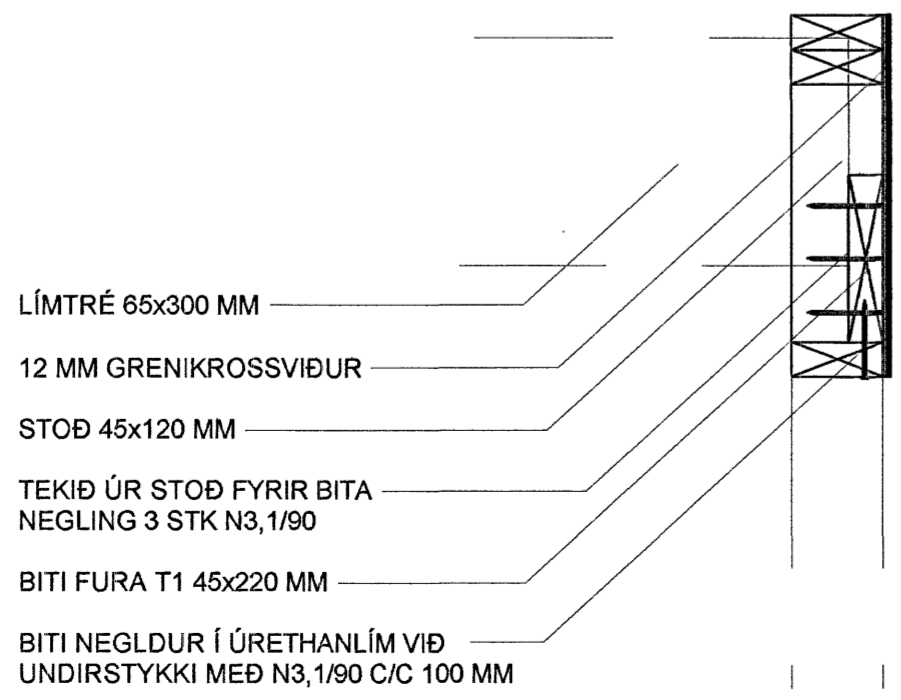 LÍMTRÉ 65x300 MM
12 MM GRENIKROSSVIÐUR
STOÐ 45x120 MM
TEKIÐ ÚR STOÐ FYRIR BITA
NEGLING 3 STK N3,1/90
BITI FURA T1 45x220 MM
BITI NEGLDUR Í ÚRETHANLÍM VIÐ
UNDIRSTYKKI MEÐ N3,1/90 C/C 100 MM